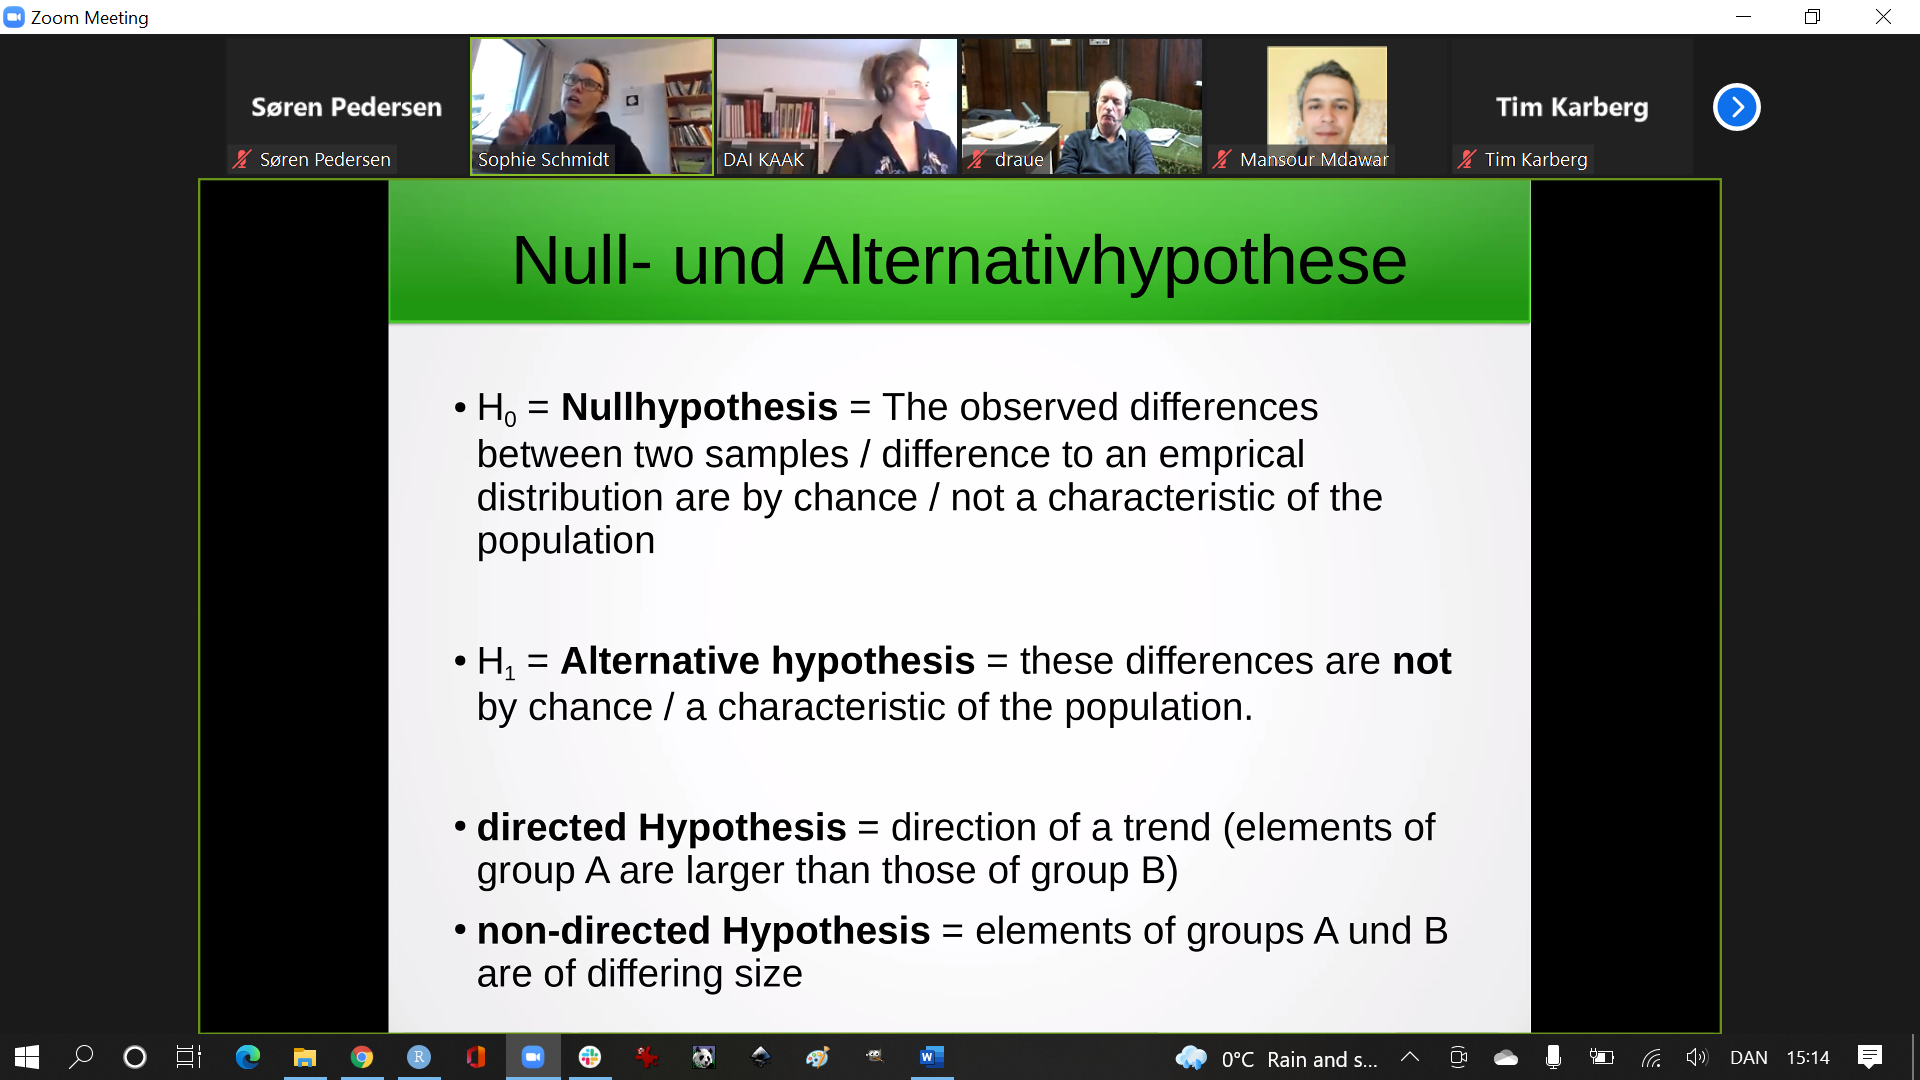 Zoom Meeting
Søren Pedersen
Tim Karberg
Søren Pedersen
Sophie Schmidt
DAI KAAK
draue
Mansour Mdawar
Tim Karberg
Null- und Alternativhypothese
• H0 = Nullhypothesis = The observed differences
between two samples / difference to an emprical
distribution are by chance / not a characteristic of the
population
• H1 = Alternative hypothesis = these differences are not
by chance / a characteristic of the population.
• directed Hypothesis = direction of a trend (elements of
group A are larger than those of group B)
• non-directed Hypothesis = elements of groups A und B
are of differing size
0°C Rain and s... DAN 15:14